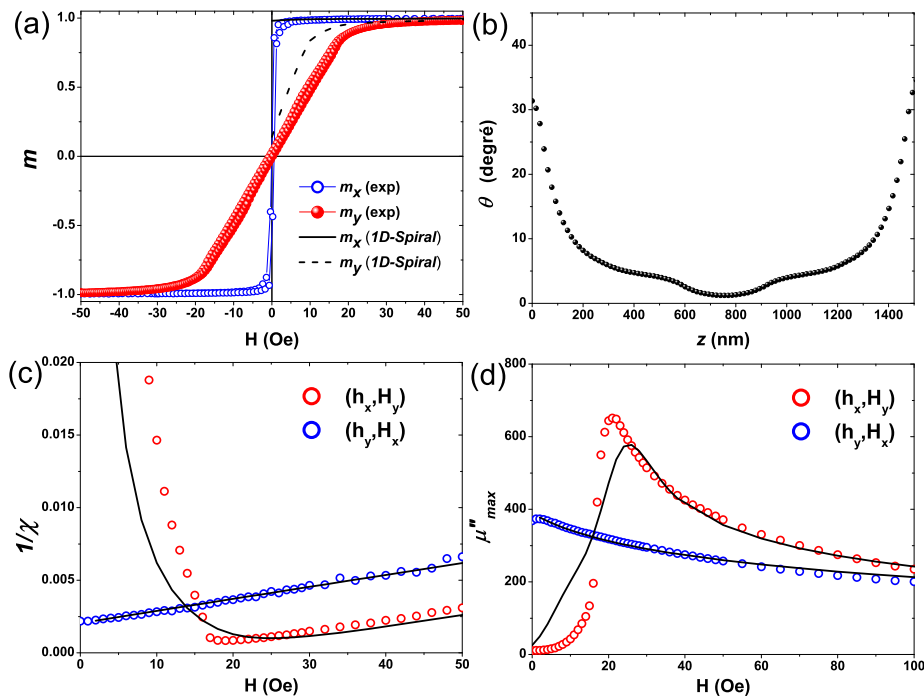 (a)
m
1.0
0.5
0.0
-0.5
-1.0
-50 -40 -30 -20 -10 0 10 20 30 40 50
H (Oe)
mx (exp)
my (exp)
mx (1D-Spiral)
my (1D-Spiral)
(b)
θ (degré)
40
30
20
10
0
0 200 400 600 800 1000 1200 1400
z (nm)
(c)
1/χ
0.020
0.015
0.010
0.005
0.000
0 10 20 30 40 50
H (Oe)
(hx,Hy)
(hy,Hx)
(d)
μ"max
800
600
400
200
0
0 20 40 60 80 100
H (Oe)
(hx,Hy)
(hy,Hx)